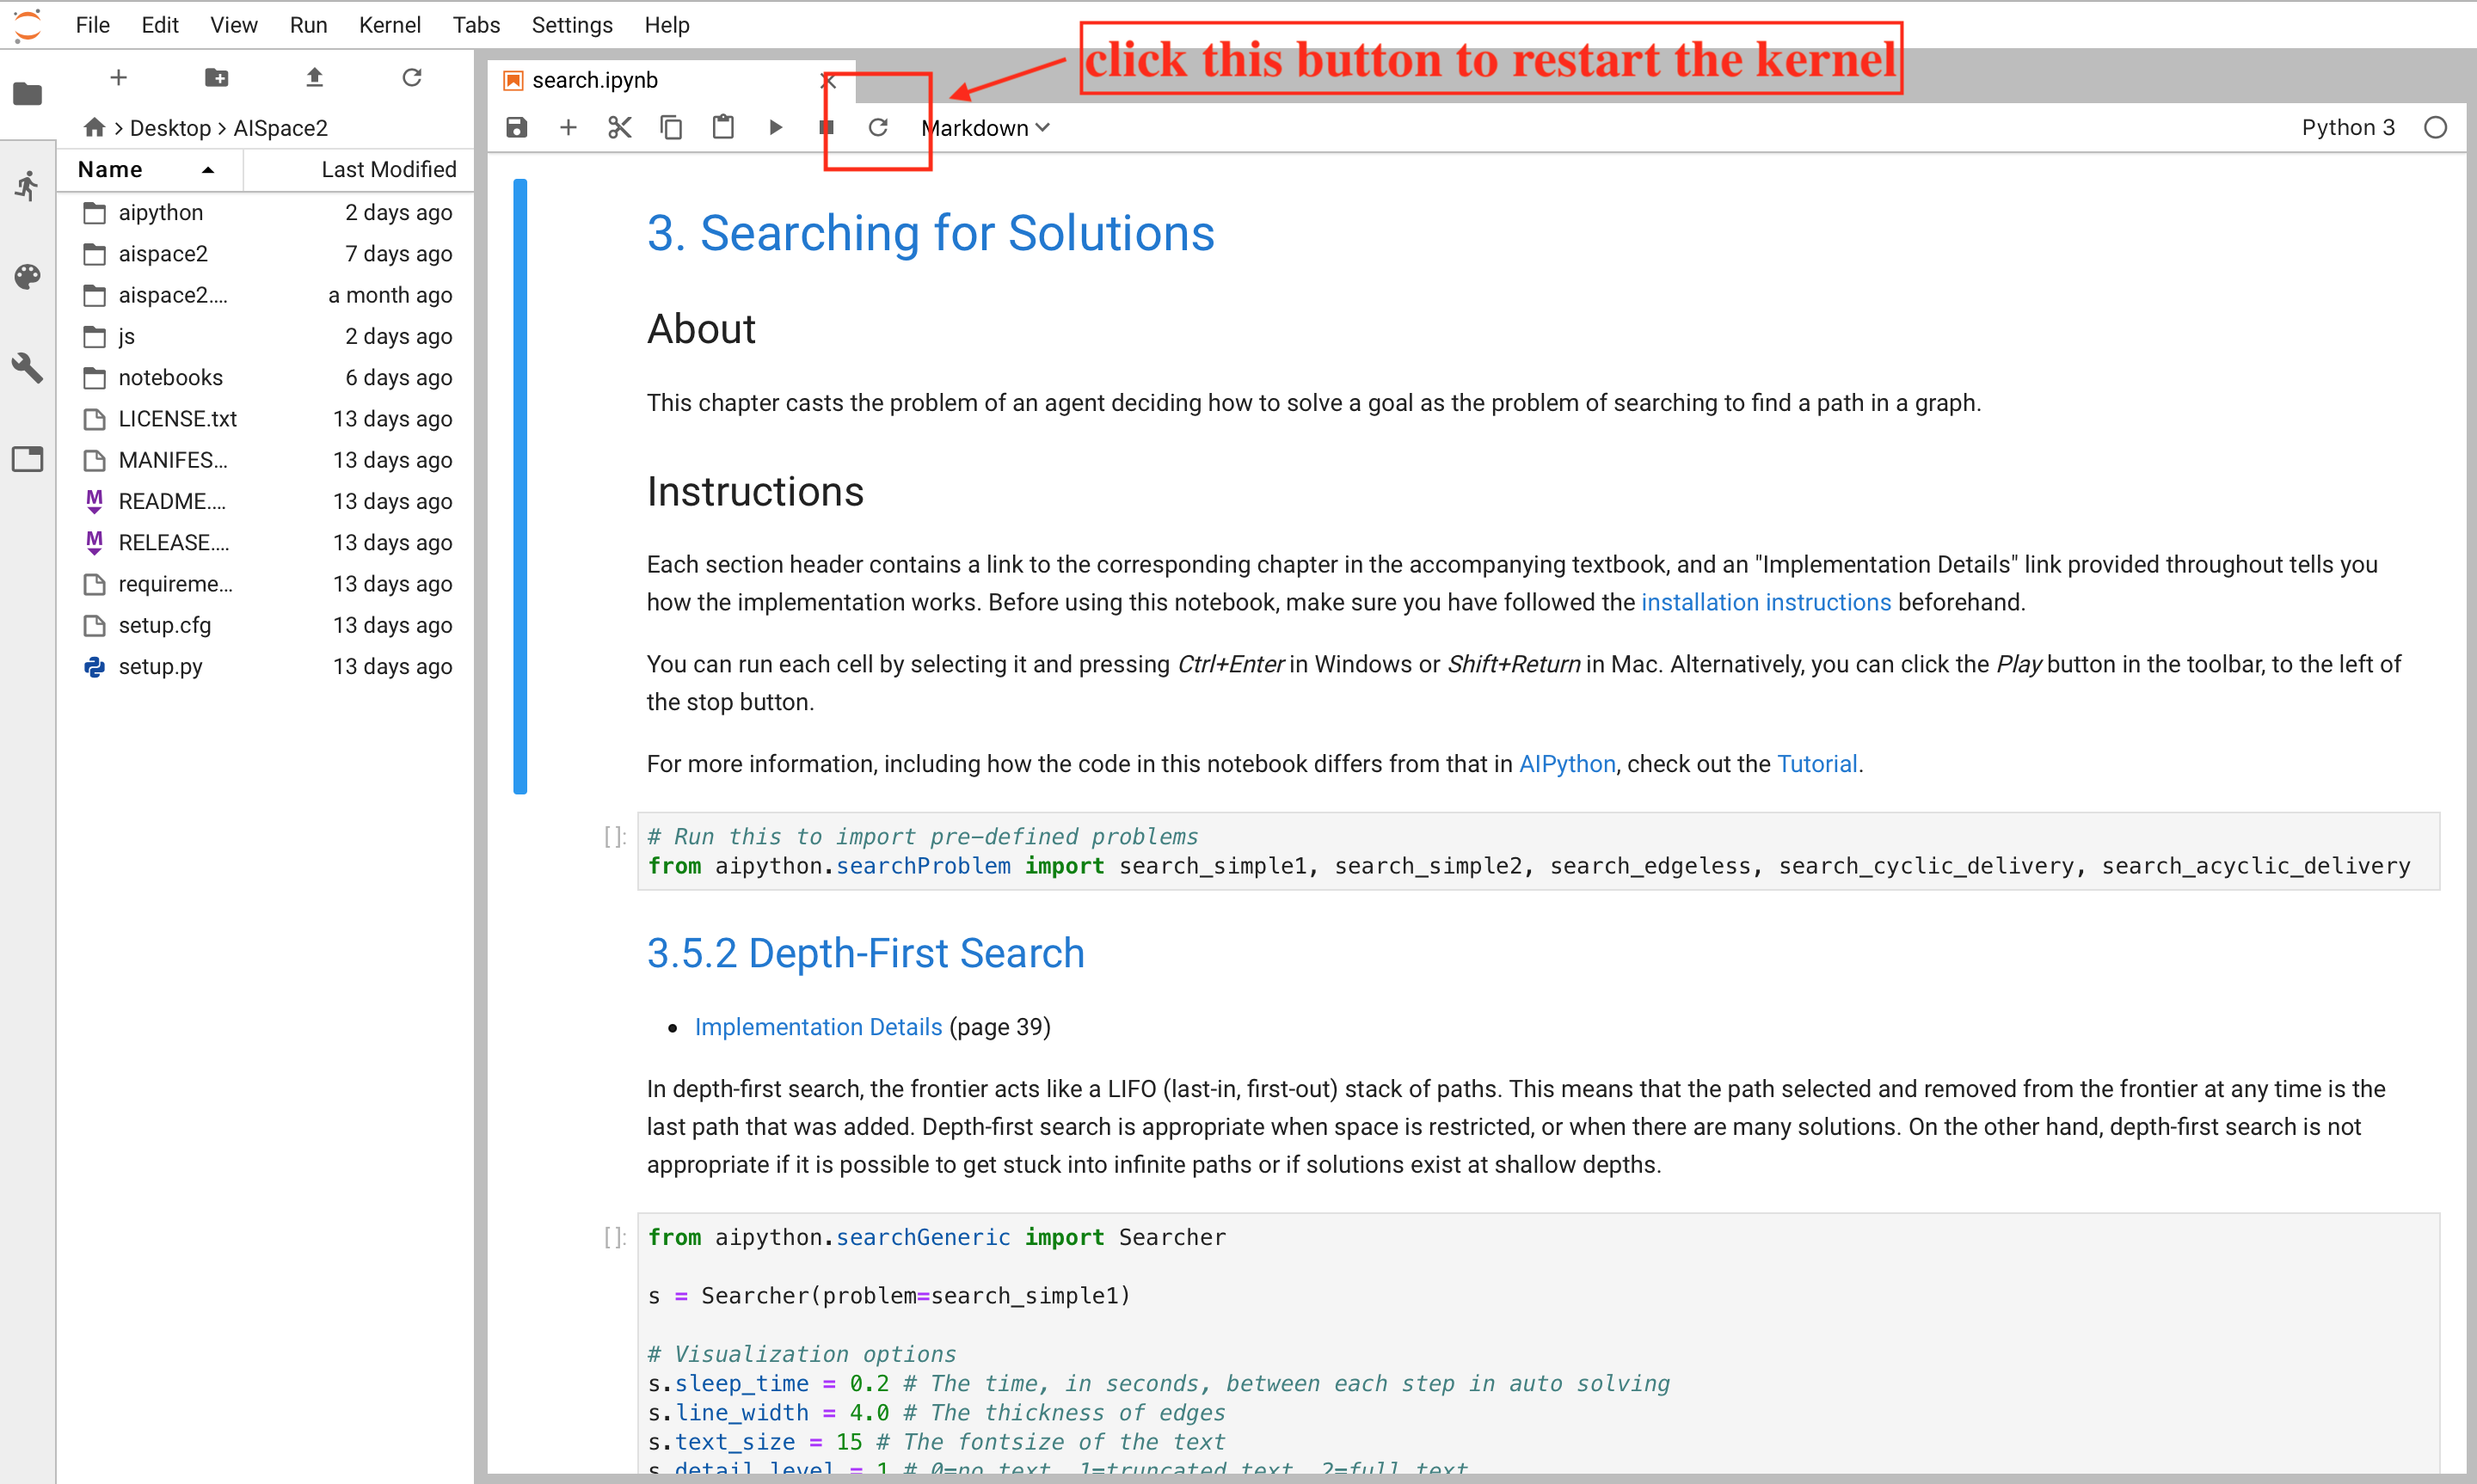 File Edit View Run Kernel Tabs Settings Help
click this button to restart the kernel
search.ipynb
Desktop > AISpace2
Markdown
Python 3
Name Last Modified
aipython 2 days ago
aispace2 7 days ago
aispace2.... a month ago
js 2 days ago
notebooks 6 days ago
LICENSE.txt 13 days ago
MANIFES... 13 days ago
README.... 13 days ago
RELEASE.... 13 days ago
requireme... 13 days ago
setup.cfg 13 days ago
setup.py 13 days ago
3. Searching for Solutions
About
This chapter casts the problem of an agent deciding how to solve a goal as the problem of searching to find a path in a graph.
Instructions
Each section header contains a link to the corresponding chapter in the accompanying textbook, and an "Implementation Details" link provided throughout tells you
how the implementation works. Before using this notebook, make sure you have followed the installation instructions beforehand.
You can run each cell by selecting it and pressing Ctrl+Enter in Windows or Shift+Return in Mac. Alternatively, you can click the Play button in the toolbar, to the left of
the stop button.
For more information, including how the code in this notebook differs from that in AIPython, check out the Tutorial.
[ ]: # Run this to import pre-defined problems
from aipython.searchProblem import search_simple1, search_simple2, search_edgeless, search_cyclic_delivery, search_acyclic_delivery
3.5.2 Depth-First Search
• Implementation Details (page 39)
In depth-first search, the frontier acts like a LIFO (last-in, first-out) stack of paths. This means that the path selected and removed from the frontier at any time is the
last path that was added. Depth-first search is appropriate when space is restricted, or when there are many solutions. On the other hand, depth-first search is not
appropriate if it is possible to get stuck into infinite paths or if solutions exist at shallow depths.
[ ]: from aipython.searchGeneric import Searcher
s = Searcher(problem=search_simple1)
# Visualization options
s.sleep_time = 0.2 # The time, in seconds, between each step in auto solving
s.line_width = 4.0 # The thickness of edges
s.text_size = 15 # The fontsize of the text
s.detail_level = 1 # 0=no text, 1=truncated text, 2=full text